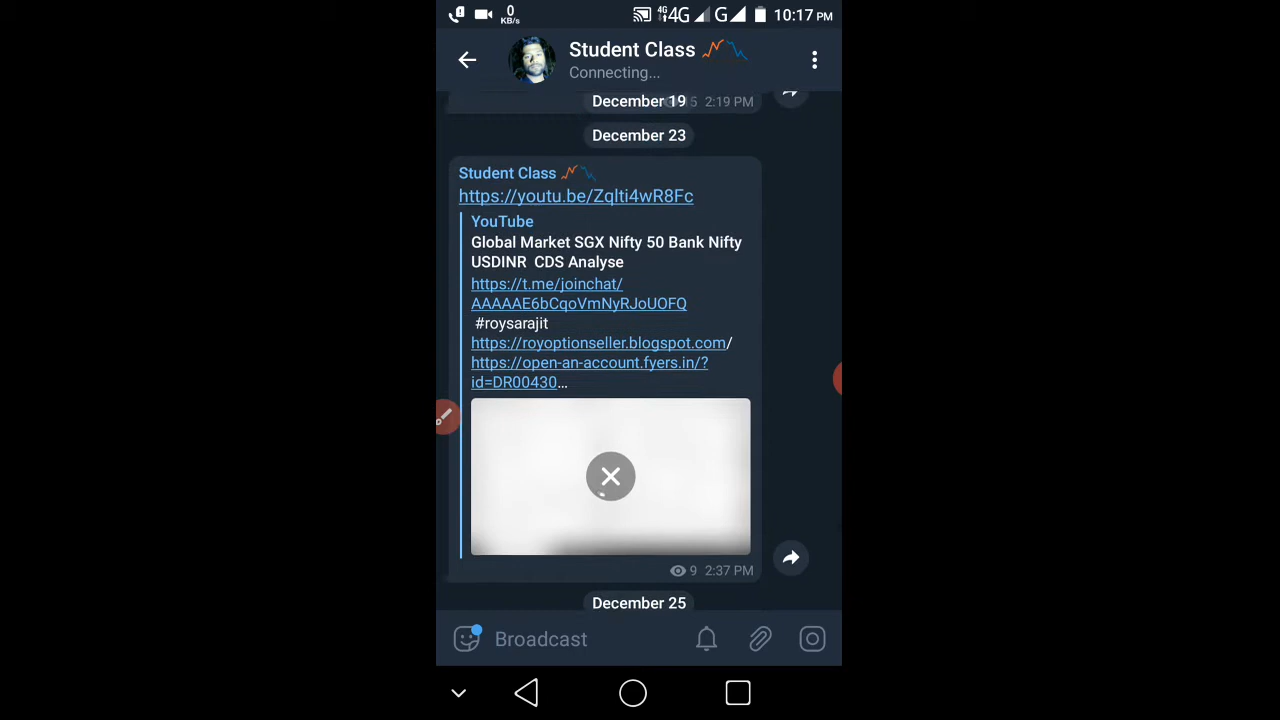 0
KB/s
4G 4G G 10:17 PM
Student Class
Connecting...
December 19
15 2:19 PM
December 23
Student Class
https://youtu.be/Zqlti4wR8Fc
YouTube
Global Market SGX Nifty 50 Bank Nifty
USDINR CDS Analyse
https://t.me/joinchat/
AAAAAE6bCqoVmNyRJoUOFQ
#roysarajit
https://royoptionseller.blogspot.com/
https://open-an-account.fyers.in/?
id=DR00430...
9 2:37 PM
December 25
Broadcast